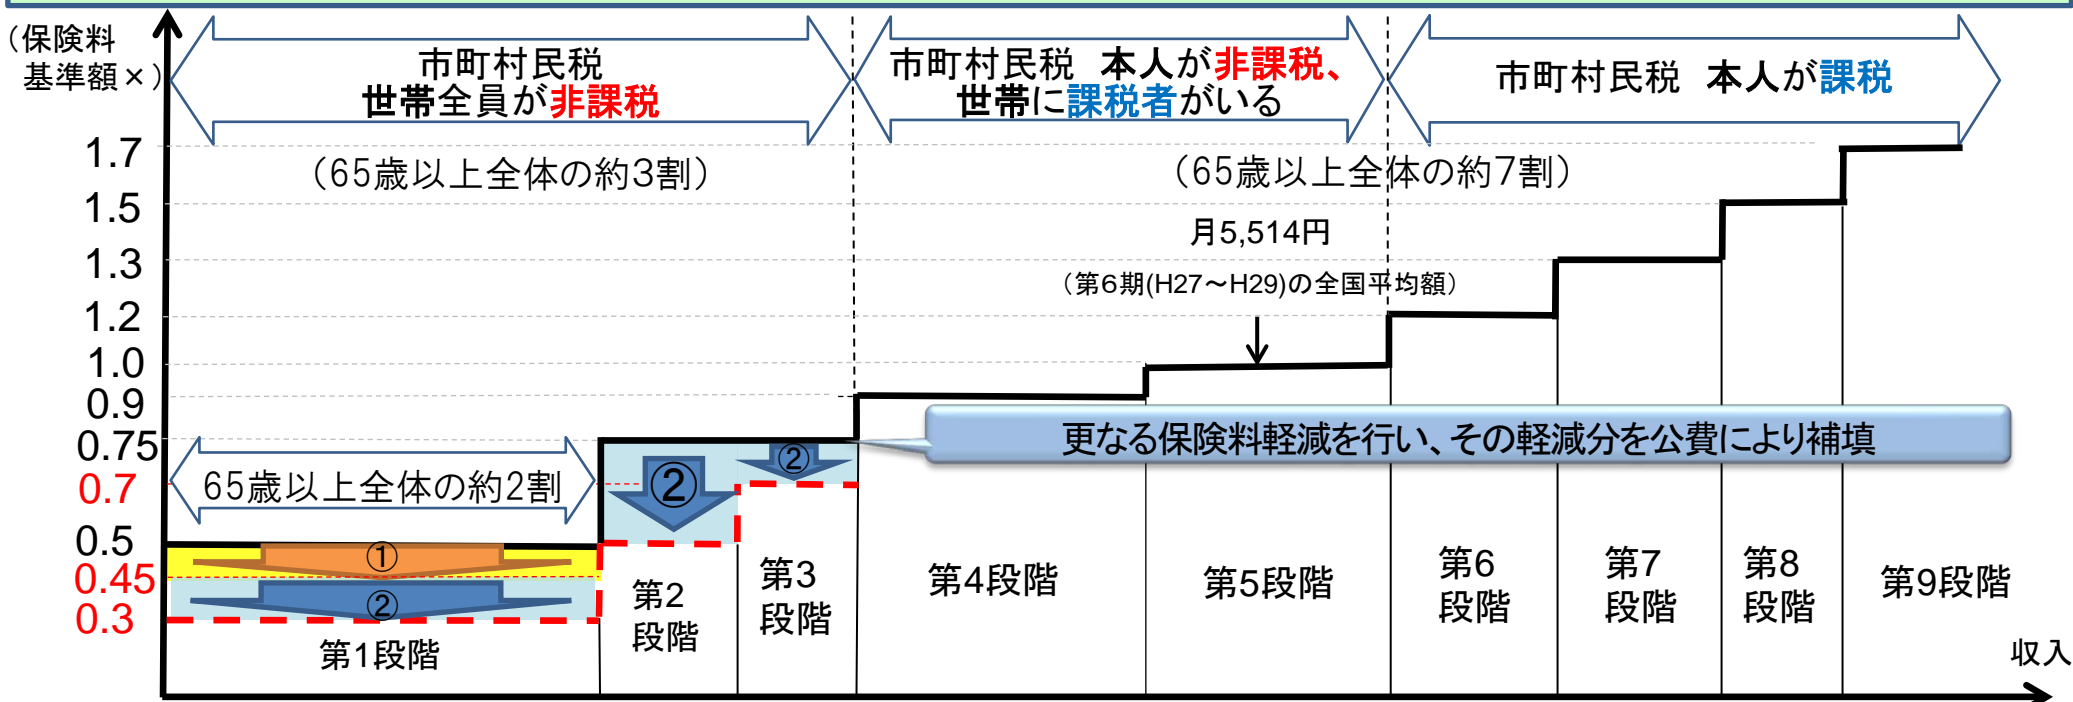 （保険料
基準額×）
市町村民税
世帯全員が非課税
市町村民税　本人が非課税、
世帯に課税者がいる
市町村民税　本人が課税
（65歳以上全体の約3割）
（65歳以上全体の約7割）
月5,514円
（第６期(H27～H29)の全国平均額）
1.7
1.5
1.3
1.2
1.0
0.9
0.75
0.7
0.5
0.45
0.3
更なる保険料軽減を行い、その軽減分を公費により補填
65歳以上全体の約2割
②
②
①
②
第1段階
第2
段階
第3
段階
第4段階
第5段階
第6
段階
第7
段階
第8
段階
第9段階
収入